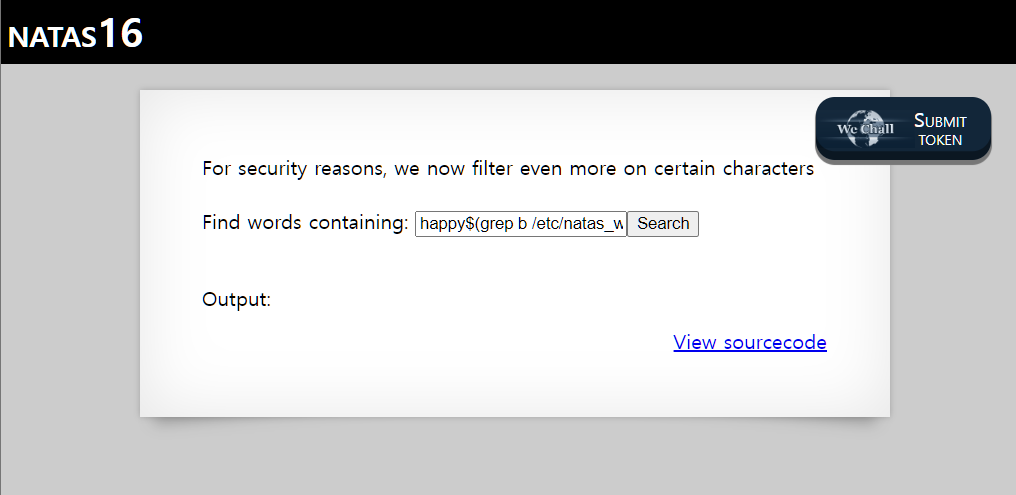 NATAS16
We Chall
SUBMIT
TOKEN
For security reasons, we now filter even more on certain characters
Find words containing: happy$(grep b /etc/natas_w Search
Output:
View sourcecode